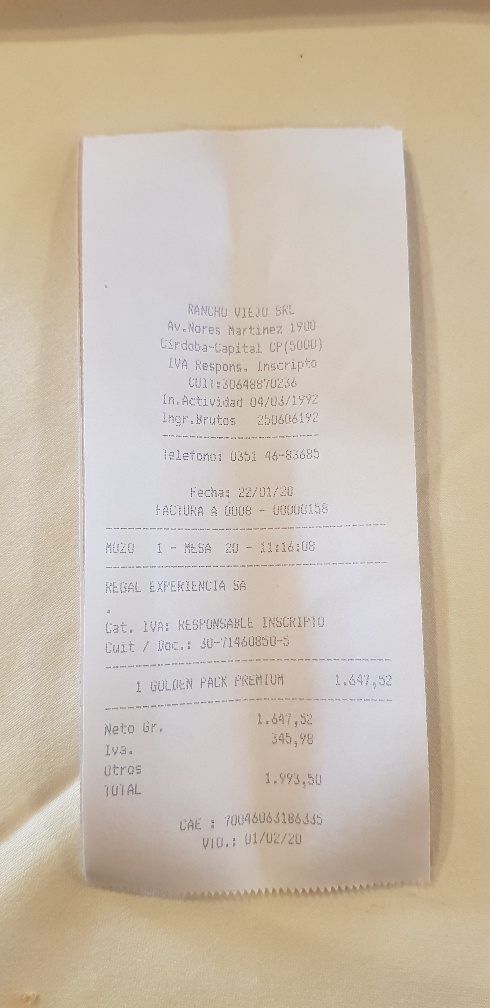 RANCHO VIEJO SRL
Av.Nores Martinez 1900
Córdoba-Capital CP(5000)
IVA Respons. Inscripto
CUIT:30648870236
In.Actividad 04/03/1992
Ingr.Brutos 250606192
Telefono: 0351 46-83685
Fecha: 22/01/20
FACTURA A 0008 - 00000158
MOZO 1 - MESA 20 - 11:16:08
REGAL EXPERIENCIA SA
.
Cat. IVA: RESPONSABLE INSCRIPTO
Cuit / Doc.: 30-71460850-5
1 GOLDEN PACK PREMIUM 1.647,52
Neto Gr. 1.647,52
Iva. 345,98
Otros
TOTAL 1.993,50
CAE : 70046063186335
VTO.: 01/02/20